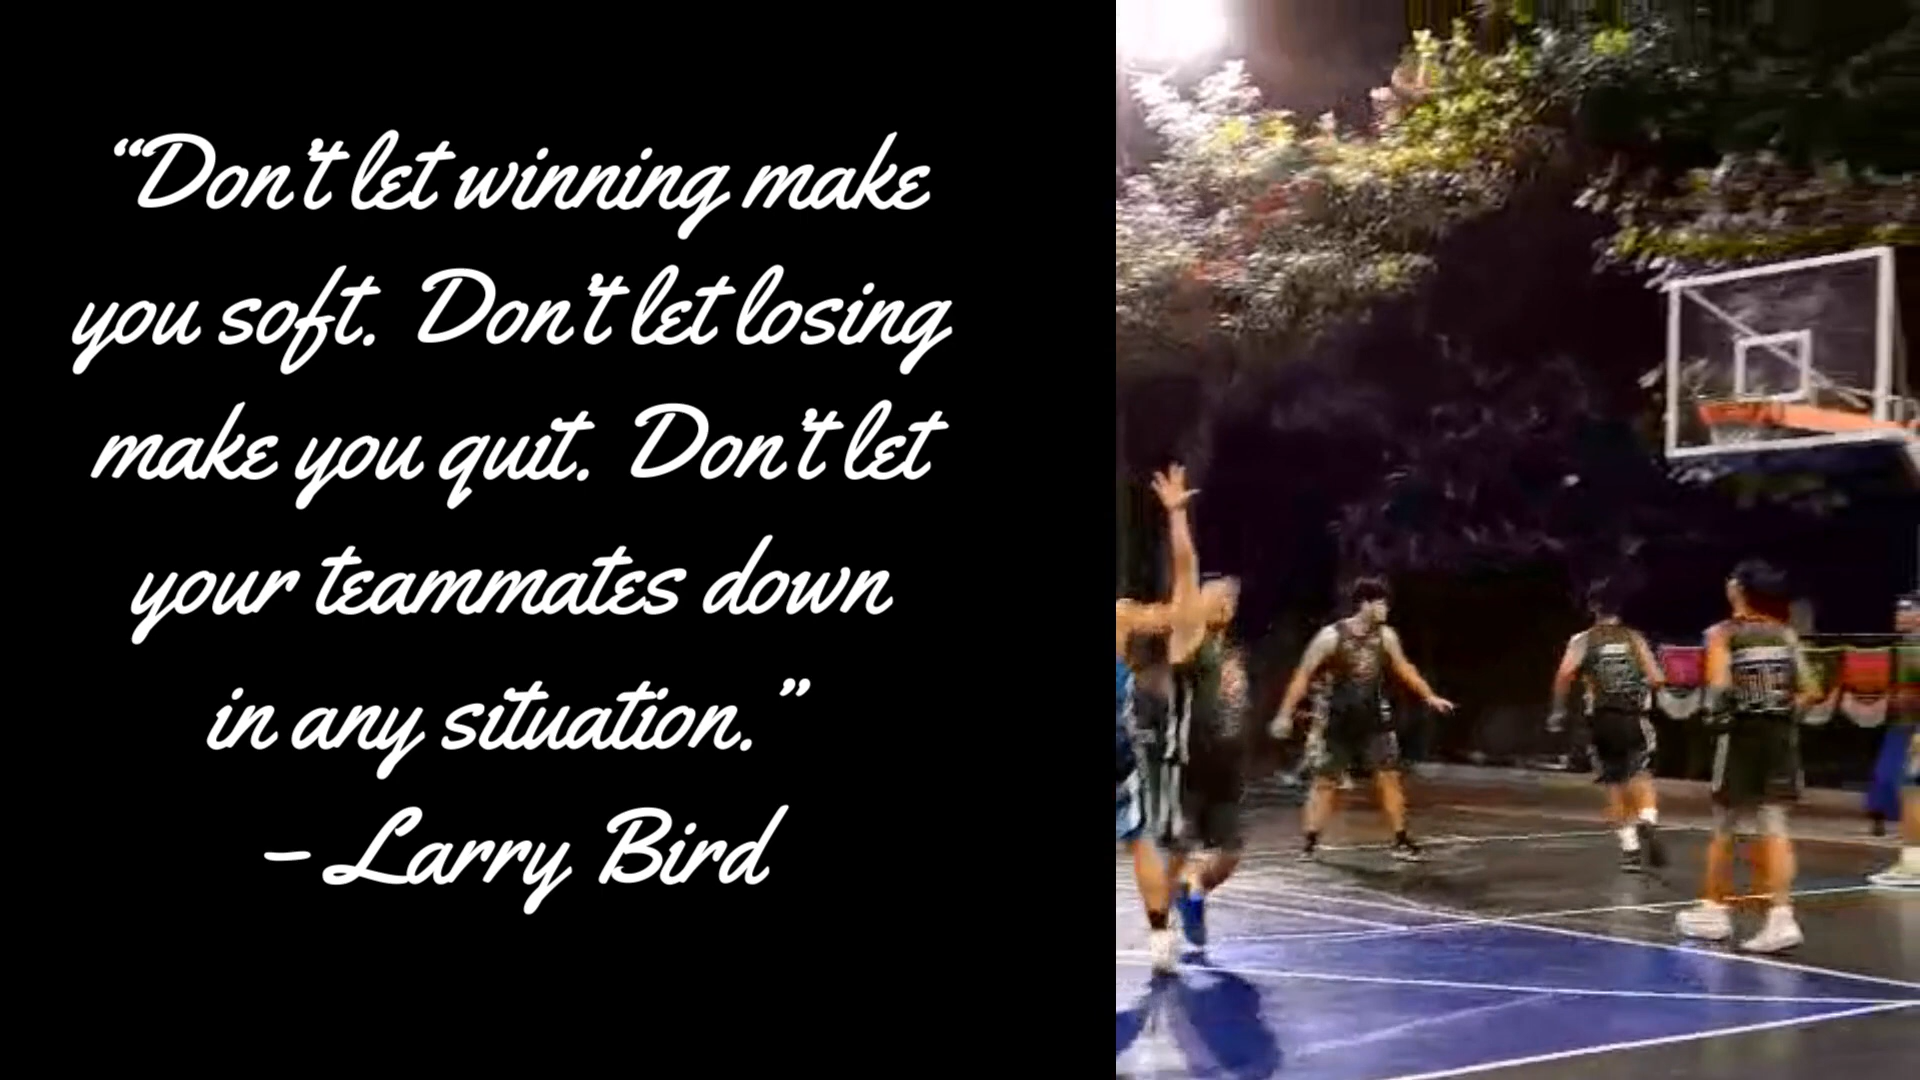 “Don't let winning make
you soft. Don't let losing
make you quit. Don't let
your teammates down
in any situation.”
– Larry Bird